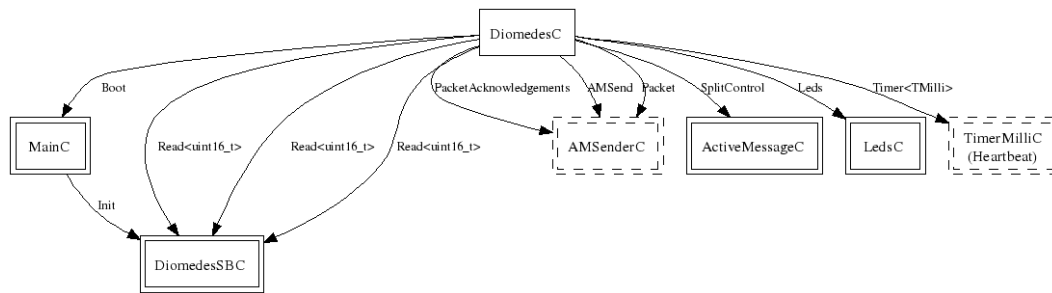 DiomedesC
Boot
PacketAcknowledgements
AMSend
Packet
SplitControl
Leds
Timer<TMilli>
MainC
Read<uint16_t>
Read<uint16_t>
Read<uint16_t>
AMSenderC
ActiveMessageC
LedsC
TimerMilliC
(Heartbeat)
Init
DiomedesSBC